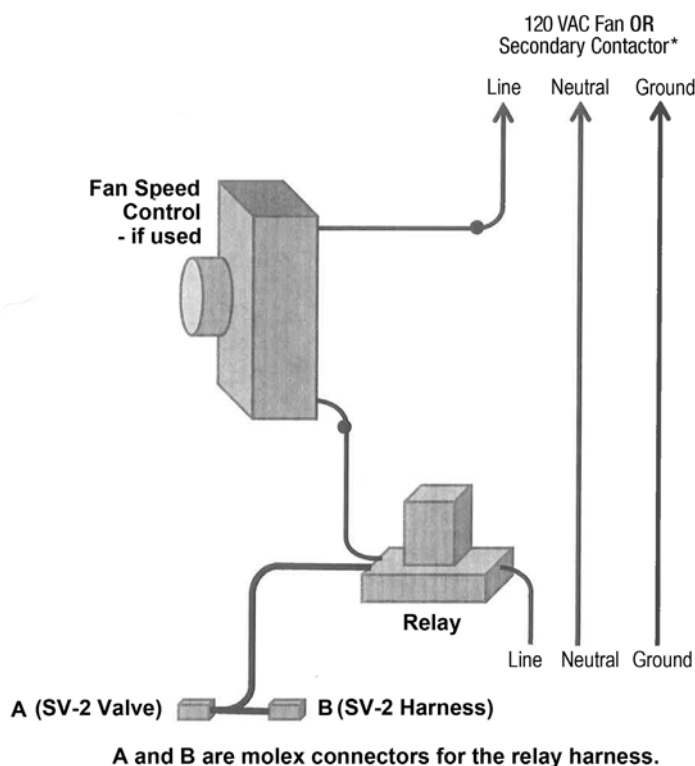 120 VAC Fan OR
Secondary Contactor*
Line Neutral Ground
Fan Speed
Control
- if used
Relay
Line Neutral Ground
A (SV-2 Valve)
B (SV-2 Harness)
A and B are molex connectors for the relay harness.